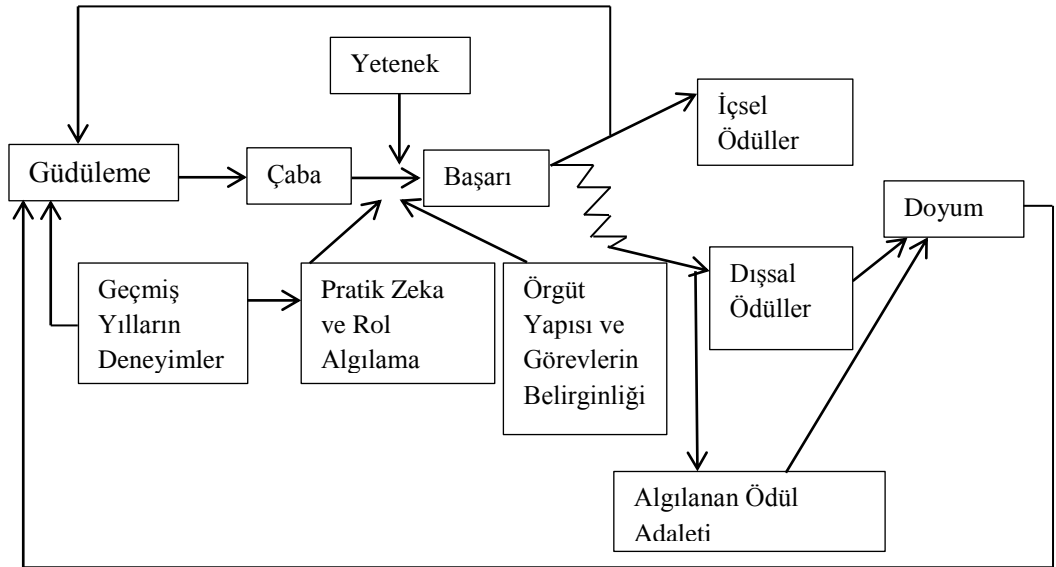 Yetenek
İçsel
Ödüller
Güdüleme
Çaba
Başarı
Doyum
Geçmiş
Yılların
Deneyimler
Pratik Zeka
ve Rol
Algılama
Örgüt
Yapısı ve
Görevlerin
Belirginliği
Dışsal
Ödüller
Algılanan Ödül
Adaleti